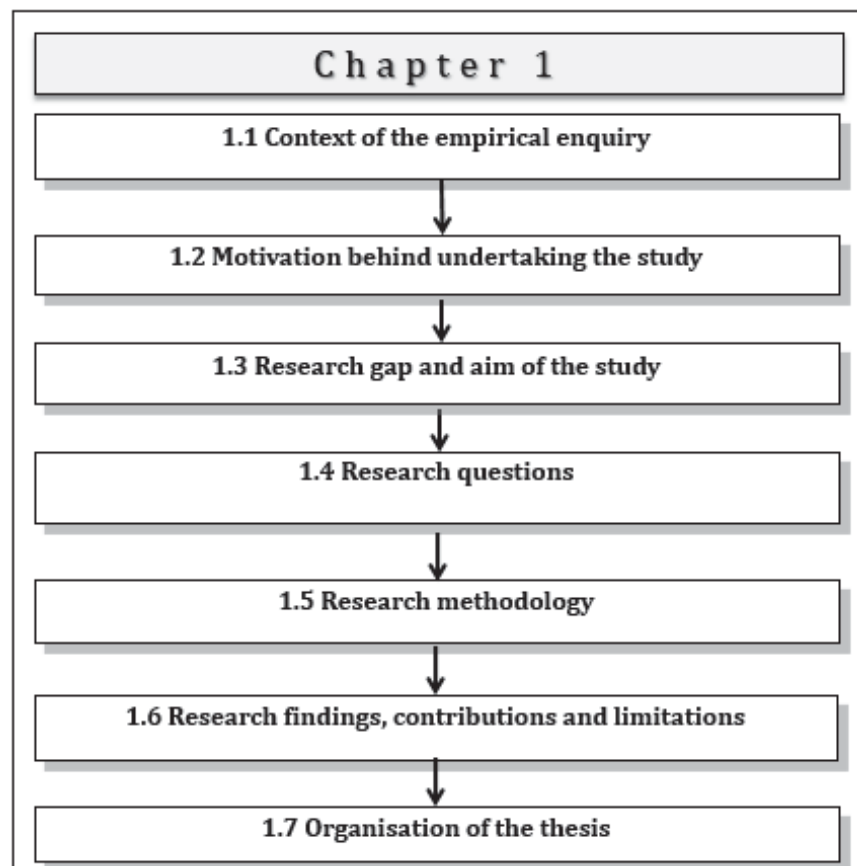 Chapter 1
1.1 Context of the empirical enquiry
1.2 Motivation behind undertaking the study
1.3 Research gap and aim of the study
1.4 Research questions
1.5 Research methodology
1.6 Research findings, contributions and limitations
1.7 Organisation of the thesis